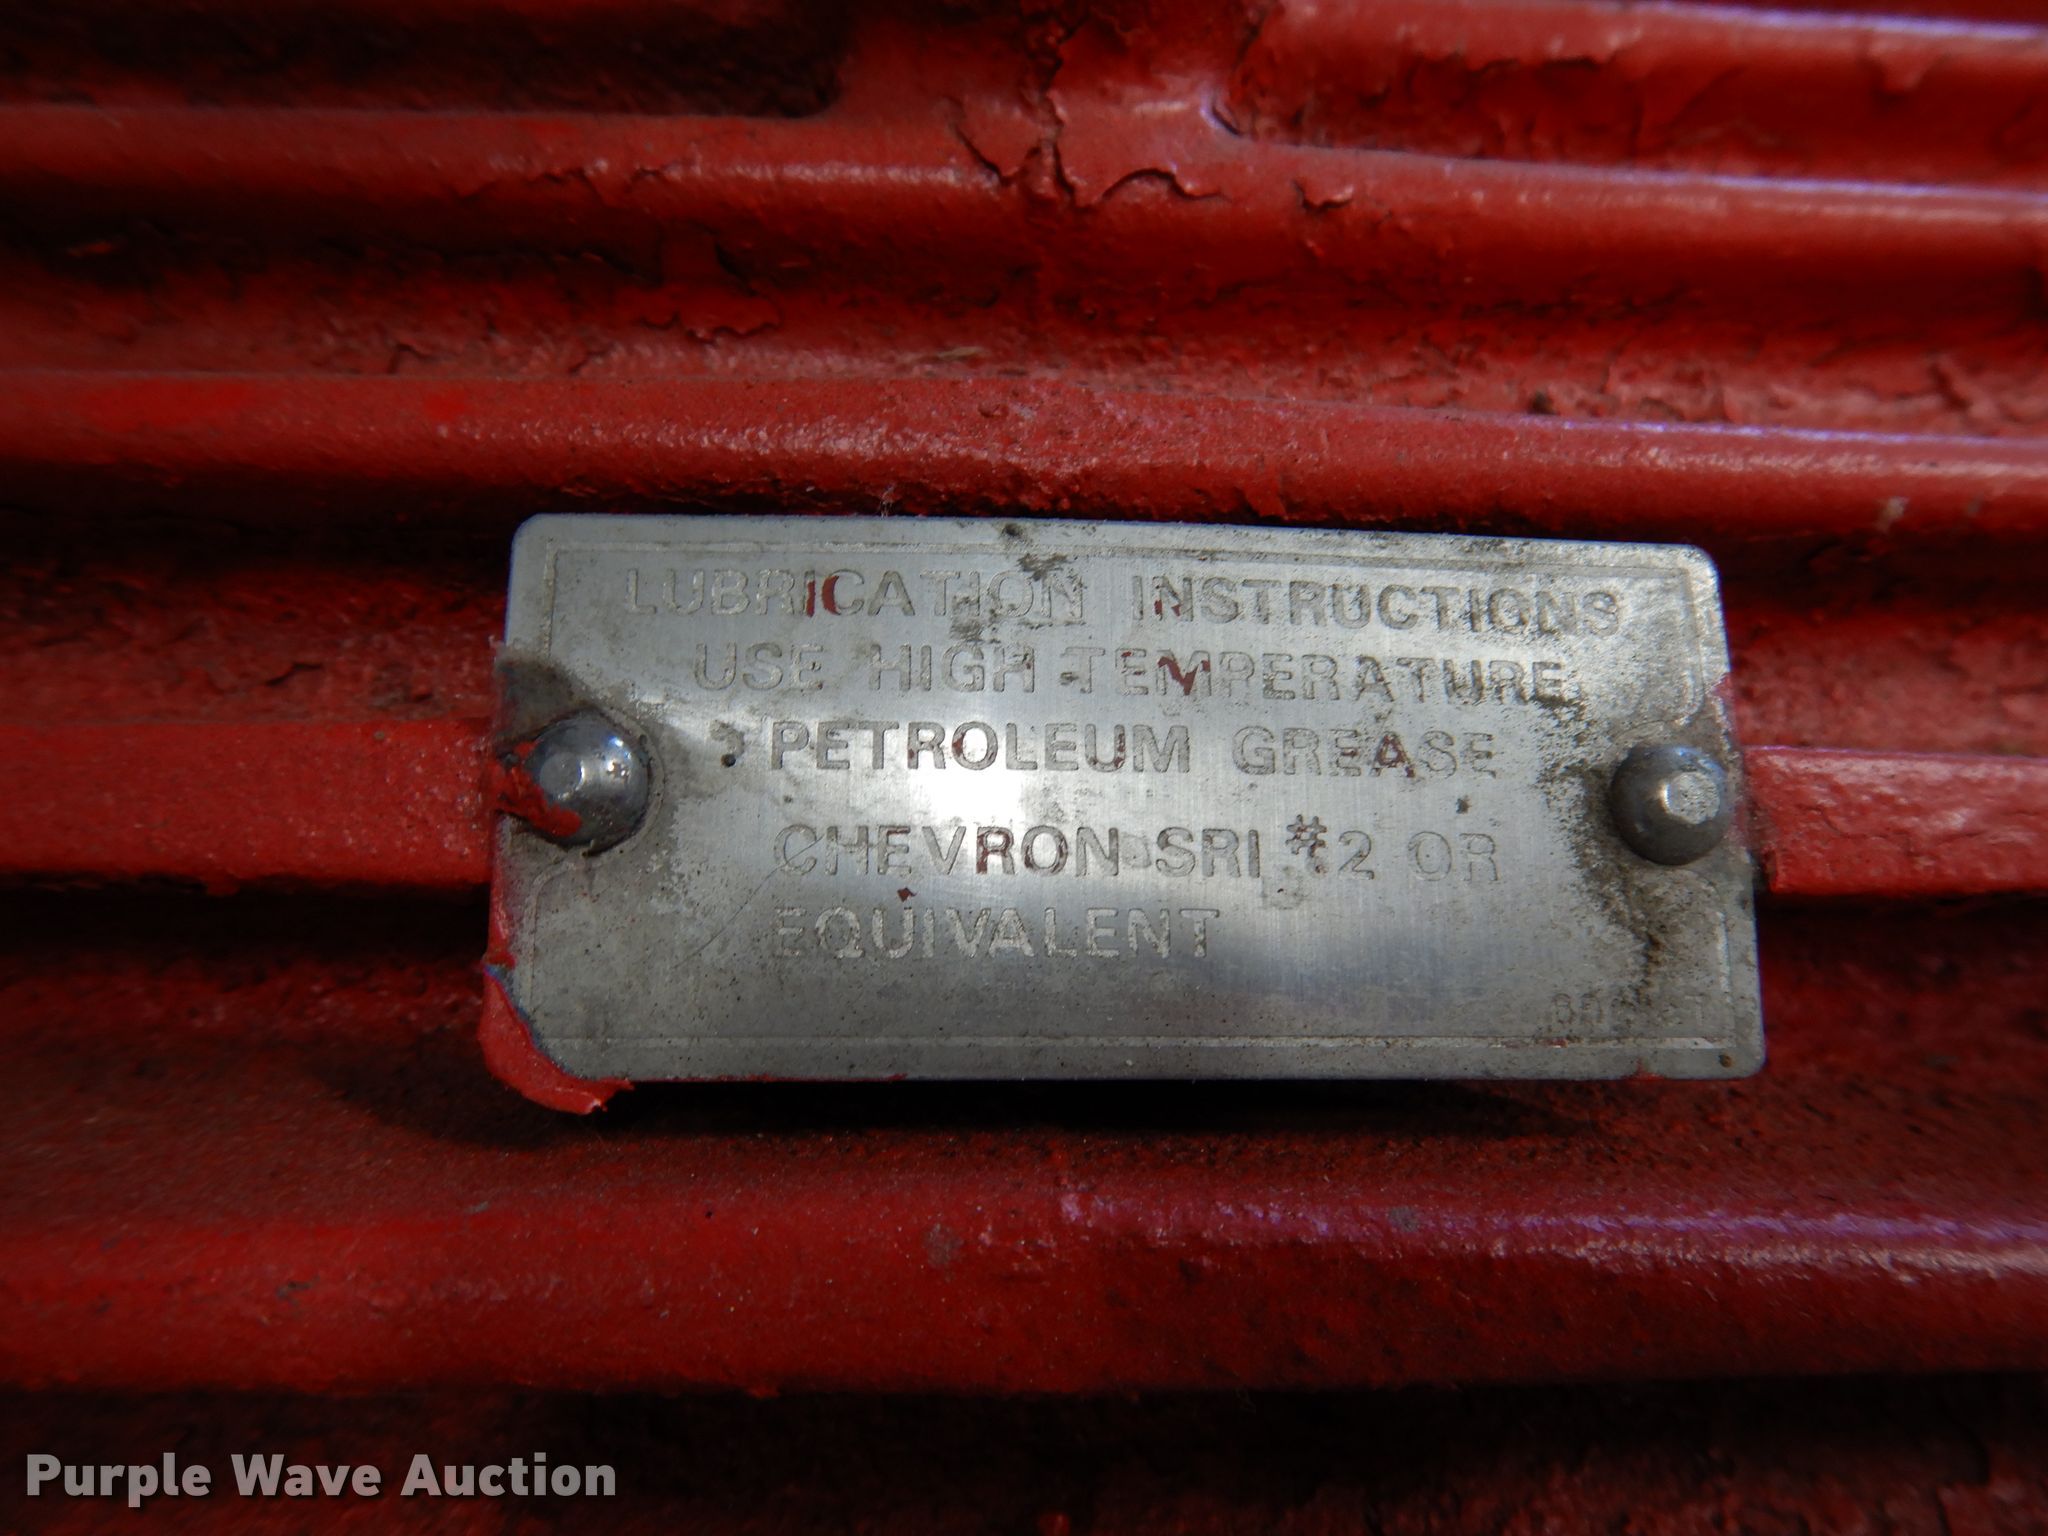 LUBRICATION INSTRUCTIONS
USE HIGH TEMPERATURE
PETROLEUM GREASE
CHEVRON SRI #2 OR
EQUIVALENT
Purple Wave Auction